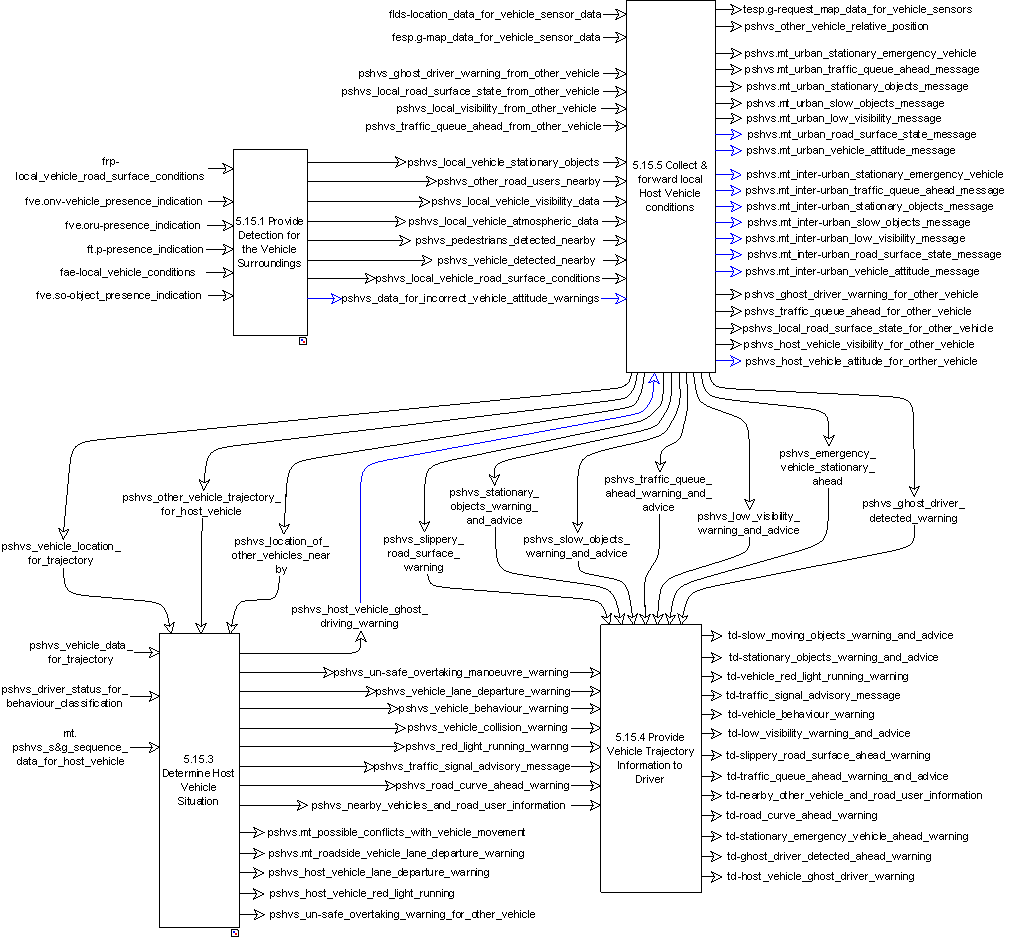 flds-location_data_for_vehicle_sensor_data
fesp.g-map_data_for_vehicle_sensor_data
pshvs_ghost_driver_warning_from_other_vehicle
pshvs_local_road_surface_state_from_other_vehicle
pshvs_local_visibility_from_other_vehicle
pshvs_traffic_queue_ahead_from_other_vehicle
frp-
local_vehicle_road_surface_conditions
fve.onv-vehicle_presence_indication
fve.oru-presence_indication
ft.p-presence_indication
fae-local_vehicle_conditions
fve.so-object_presence_indication
5.15.1 Provide
Detection for
the Vehicle
Surroundings
pshvs_local_vehicle_stationary_objects
pshvs_other_road_users_nearby
pshvs_local_vehicle_visibility_data
pshvs_local_vehicle_atmospheric_data
pshvs_pedestrians_detected_nearby
pshvs_vehicle_detected_nearby
pshvs_local_vehicle_road_surface_conditions
pshvs_data_for_incorrect_vehicle_attitude_warnings
5.15.5 Collect &
forward local
Host Vehicle
conditions
tesp.g-request_map_data_for_vehicle_sensors
pshvs_other_vehicle_relative_position
pshvs.mt_urban_stationary_emergency_vehicle
pshvs.mt_urban_traffic_queue_ahead_message
pshvs.mt_urban_stationary_objects_message
pshvs.mt_urban_slow_objects_message
pshvs.mt_urban_low_visibility_message
pshvs.mt_urban_road_surface_state_message
pshvs.mt_urban_vehicle_attitude_message
pshvs.mt_inter-urban_stationary_emergency_vehicle
pshvs.mt_inter-urban_traffic_queue_ahead_message
pshvs.mt_inter-urban_stationary_objects_message
pshvs.mt_inter-urban_slow_objects_message
pshvs.mt_inter-urban_low_visibility_message
pshvs.mt_inter-urban_road_surface_state_message
pshvs.mt_inter-urban_vehicle_attitude_message
pshvs_ghost_driver_warning_for_other_vehicle
pshvs_traffic_queue_ahead_for_other_vehicle
pshvs_local_road_surface_state_for_other_vehicle
pshvs_host_vehicle_visibility_for_other_vehicle
pshvs_host_vehicle_attitude_for_orther_vehicle
pshvs_vehicle_location_
for_trajectory
pshvs_other_vehicle_trajectory_
for_host_vehicle
pshvs_location_of_
other_vehicles_near
by
pshvs_host_vehicle_ghost_
driving_warning
pshvs_slippery_
road_surface_
warning
pshvs_stationary_
objects_warning_
and_advice
pshvs_slow_objects_
warning_and_advice
pshvs_traffic_queue_
ahead_warning_and_
advice
pshvs_low_visibility_
warning_and_advice
pshvs_emergency_
vehicle_stationary_
ahead
pshvs_ghost_driver_
detected_warning
pshvs_vehicle_data_
for_trajectory
pshvs_driver_status_for_
behaviour_classification
mt.
pshvs_s&g_sequence_
data_for_host_vehicle
5.15.3
Determine Host
Vehicle
Situation
pshvs_un-safe_overtaking_manoeuvre_warning
pshvs_vehicle_lane_departure_warning
pshvs_vehicle_behaviour_warning
pshvs_vehicle_collision_warning
pshvs_red_light_running_warnng
pshvs_traffic_signal_advisory_message
pshvs_road_curve_ahead_warning
pshvs_nearby_vehicles_and_road_user_information
pshvs.mt_possible_conflicts_with_vehicle_movement
pshvs.mt_roadside_vehicle_lane_departure_warning
pshvs_host_vehicle_lane_departure_warning
pshvs_host_vehicle_red_light_running
pshvs_un-safe_overtaking_warning_for_other_vehicle
5.15.4 Provide
Vehicle Trajectory
Information to
Driver
td-slow_moving_objects_warning_and_advice
td-stationary_objects_warning_and_advice
td-vehicle_red_light_running_warning
td-traffic_signal_advisory_message
td-vehicle_behaviour_warning
td-low_visibility_warning_and_advice
td-slippery_road_surface_ahead_warning
td-traffic_queue_ahead_warning_and_advice
td-nearby_other_vehicle_and_road_user_information
td-road_curve_ahead_warning
td-stationary_emergency_vehicle_ahead_warning
td-ghost_driver_detected_ahead_warning
td-host_vehicle_ghost_driver_warning